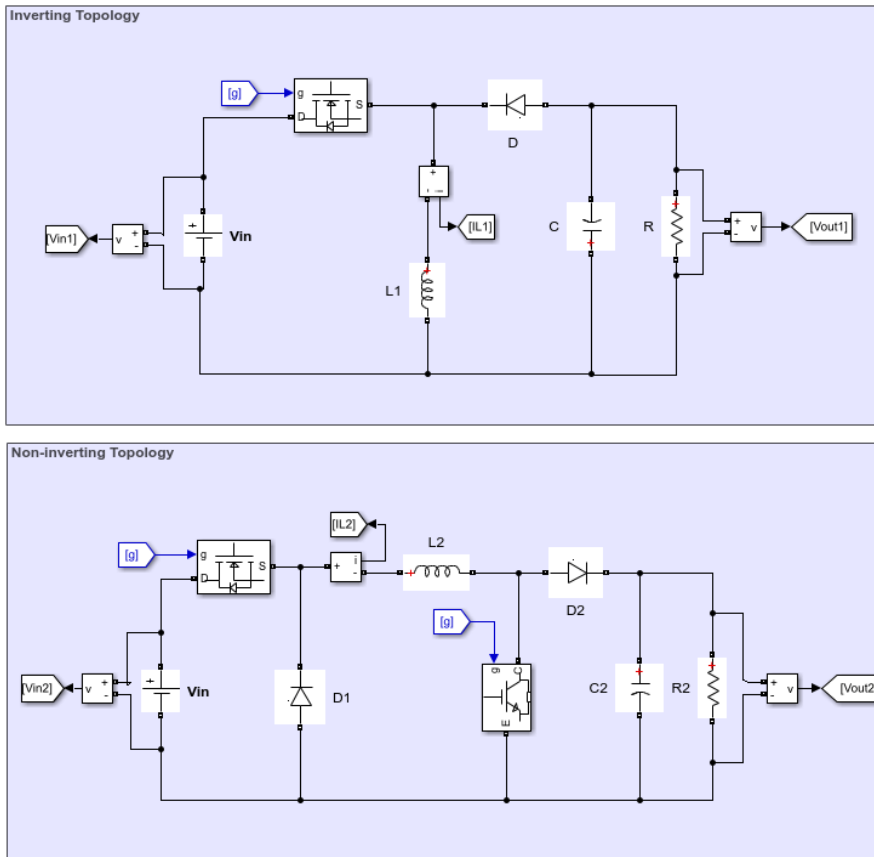 Inverting Topology
[g]
g
S
D
D
+
-
i
[IL1]
[Vin1]
v
+
-
+
Vin
L1
+
C
+
R
+
+
-
v
[Vout1]
Non-inverting Topology
[IL2]
[g]
g
S
D
+
i
-
L2
+
[g]
g
C
E
D2
[Vin2]
v
+
-
+
Vin
D1
C2
+
R2
+
+
-
v
[Vout2